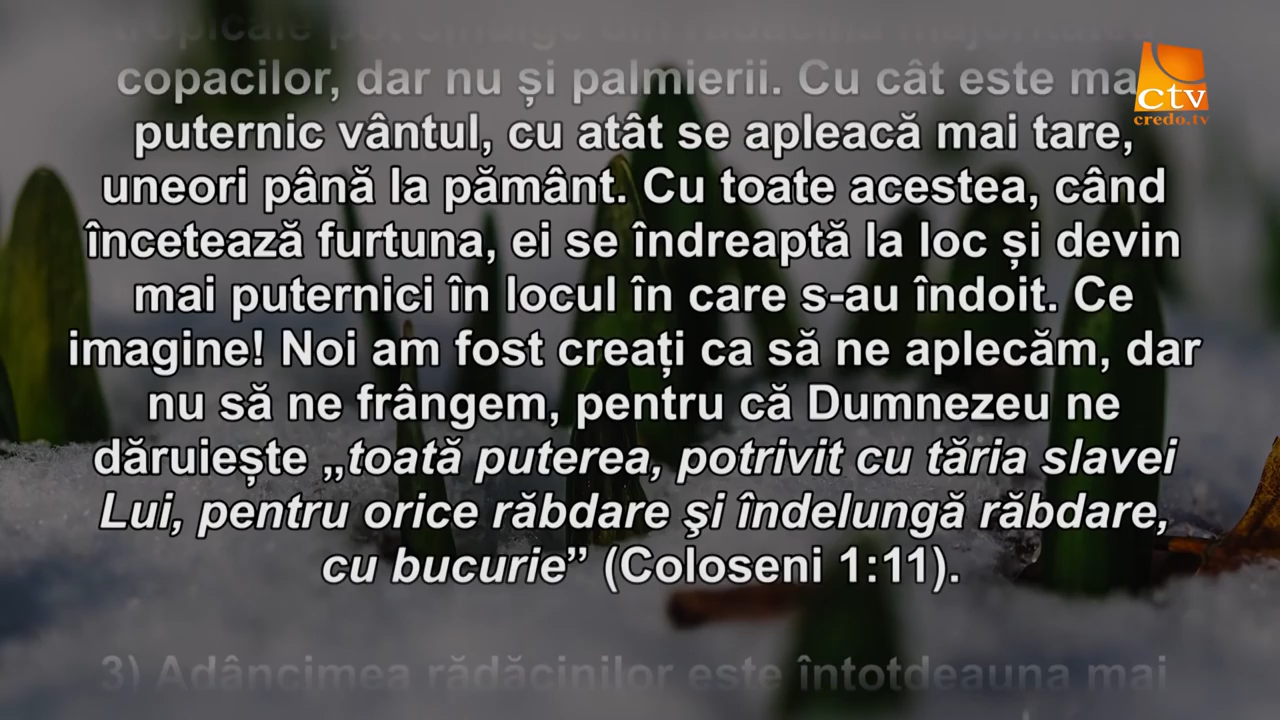 tropicale pot smulge din rădăcină majoritatea
copacilor, dar nu și palmierii. Cu cât este mai
puternic vântul, cu atât se apleacă mai tare,
uneori până la pământ. Cu toate acestea, când
încetează furtuna, ei se îndreaptă la loc și devin
mai puternici în locul în care s-au îndoit. Ce
imagine! Noi am fost creați ca să ne aplecăm, dar
nu să ne frângem, pentru că Dumnezeu ne
dăruiește „toată puterea, potrivit cu tăria slavei
Lui, pentru orice răbdare şi îndelungă răbdare,
cu bucurie” (Coloseni 1:11).
3) Adâncimea rădăcinilor este întotdeauna mai
ctv
credo.tv